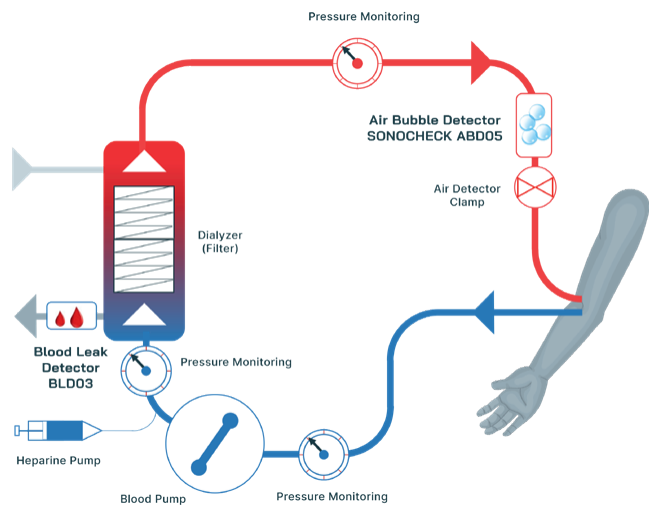 Pressure Monitoring
Air Bubble Detector
SONOCHECK ABD05
Air Detector
Clamp
Dialyzer
(Filter)
Blood Leak
Detector
BLD03
Pressure Monitoring
Heparine Pump
Blood Pump
Pressure Monitoring